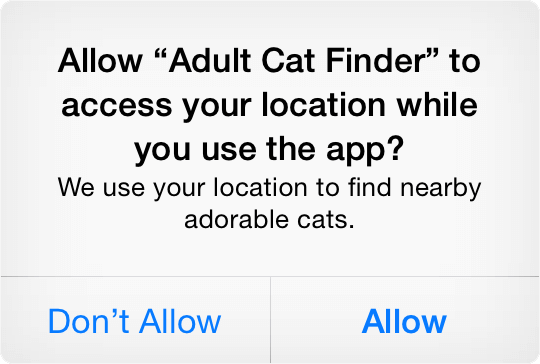 Allow “Adult Cat Finder” to
access your location while
you use the app?
We use your location to find nearby
adorable cats.
Don’t Allow
Allow